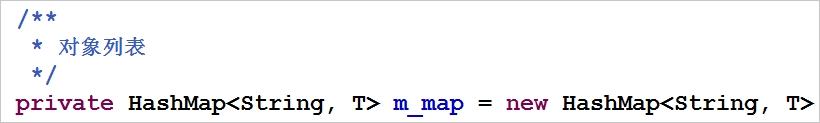 /**
* 对象列表
*/
private HashMap<String, T> m_map = new HashMap<String, T>